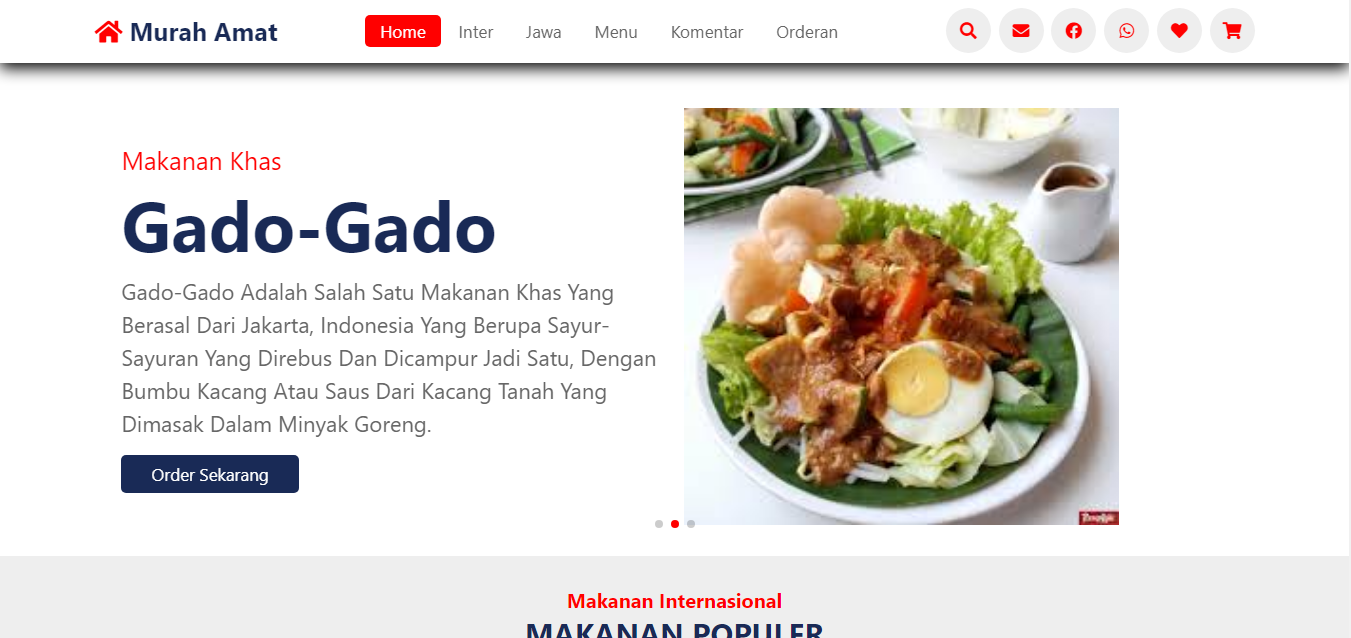 Murah Amat
Home Inter Jawa Menu Komentar Orderan
Makanan Khas
Gado-Gado
Gado-Gado Adalah Salah Satu Makanan Khas Yang
Berasal Dari Jakarta, Indonesia Yang Berupa Sayur-
Sayuran Yang Direbus Dan Dicampur Jadi Satu, Dengan
Bumbu Kacang Atau Saus Dari Kacang Tanah Yang
Dimasak Dalam Minyak Goreng.
Order Sekarang
Makanan Internasional
MAKANAN POPULER